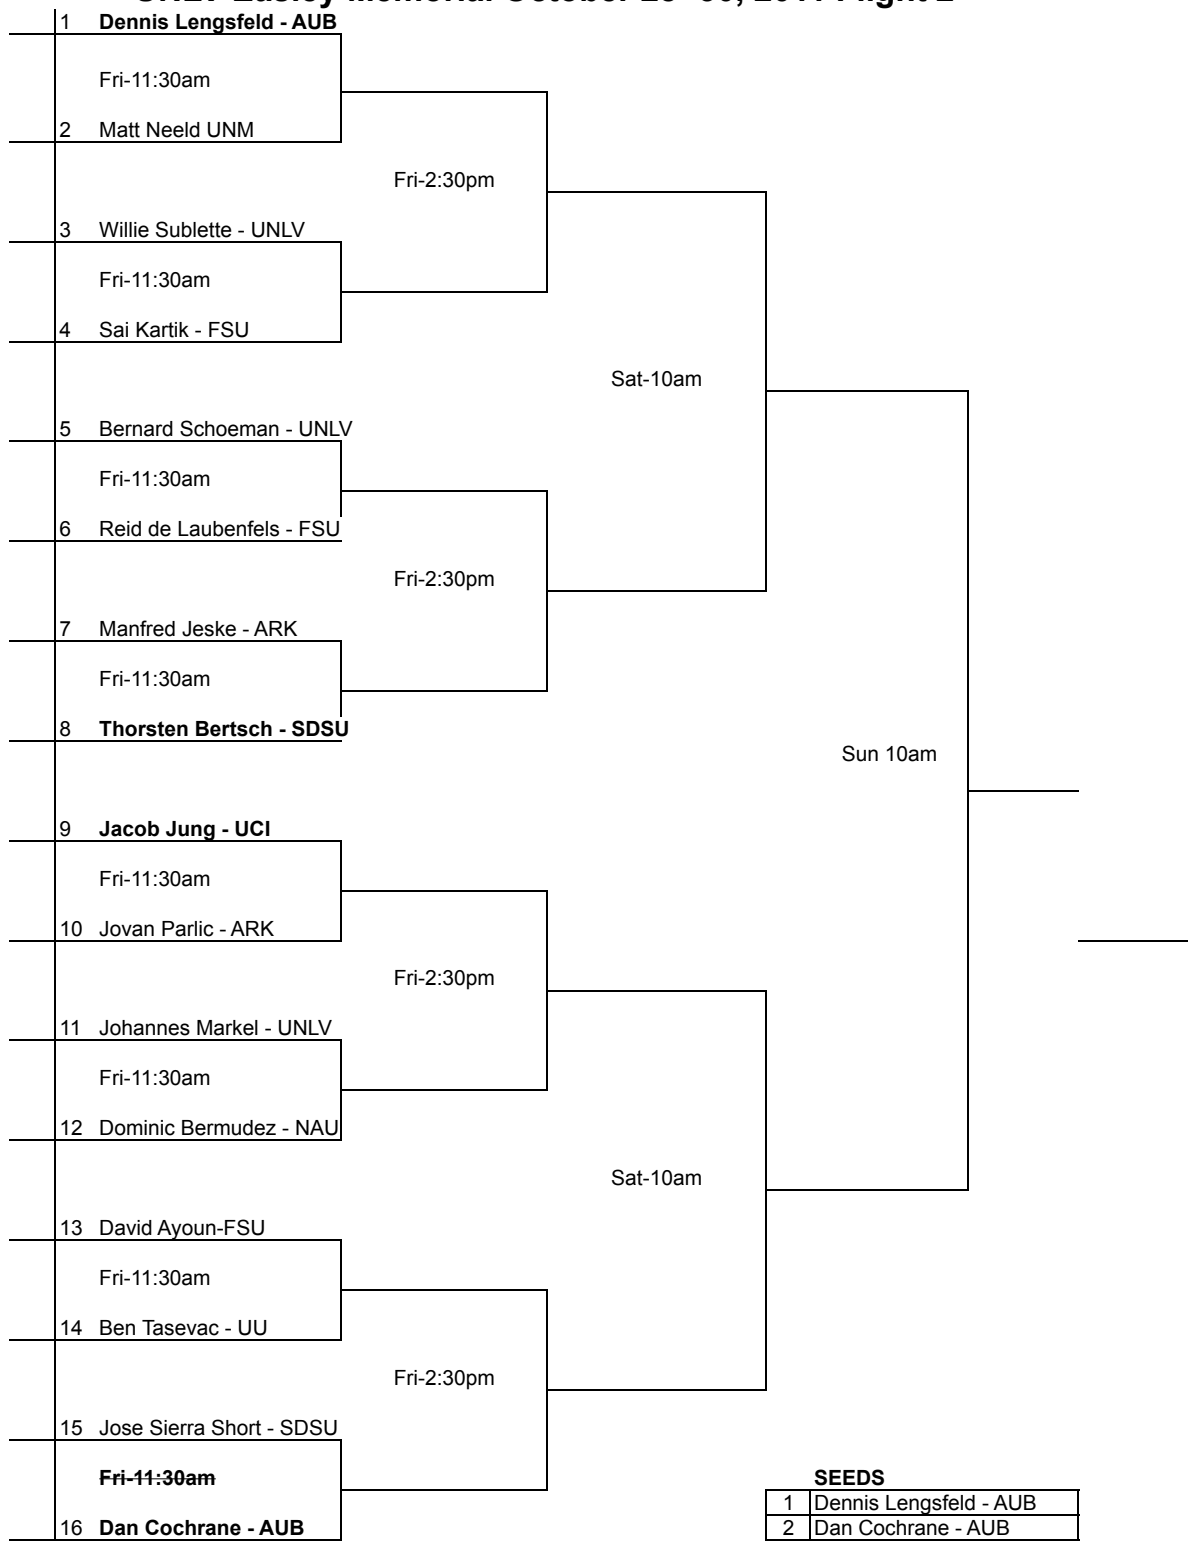 Easley Memorial October
1 Dennis Lengsfeld - AUB
Fri-11:30am
2 Matt Neeld UNM
Fri-2:30pm
3 Willie Sublette - UNLV
Fri-11:30am
4 Sai Kartik - FSU
Sat-10am
5 Bernard Schoeman - UNLV
Fri-11:30am
6 Reid de Laubenfels - FSU
Fri-2:30pm
7 Manfred Jeske - ARK
Fri-11:30am
8 Thorsten Bertsch - SDSU
Sun 10am
9 Jacob Jung - UCI
Fri-11:30am
10 Jovan Parlic - ARK
Fri-2:30pm
11 Johannes Markel - UNLV
Fri-11:30am
12 Dominic Bermudez - NAU
Sat-10am
13 David Ayoun-FSU
Fri-11:30am
14 Ben Tasevac - UU
Fri-2:30pm
15 Jose Sierra Short - SDSU
Fri-11:30am
16 Dan Cochrane - AUB
SEEDS
1 Dennis Lengsfeld - AUB
2 Dan Cochrane - AUB